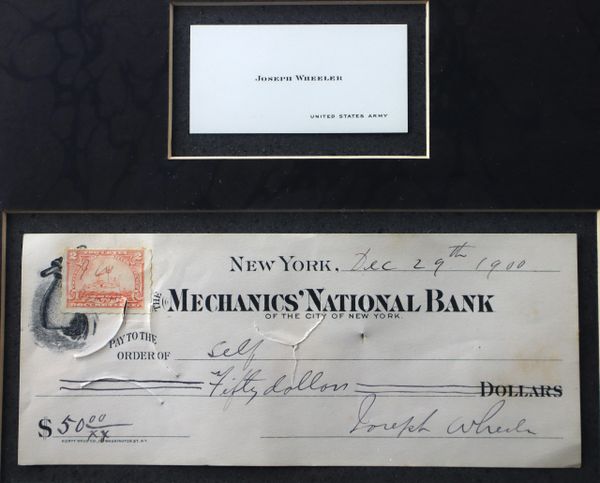 JOSEPH WHEELER
UNITED STATES ARMY
NEW YORK, Dec 29th 1900
THE MECHANICS' NATIONAL BANK
OF THE CITY OF NEW YORK.
PAY TO THE
ORDER OF self
Fifty dollars DOLLARS
$ 50 00/xx
Joseph Wheeler